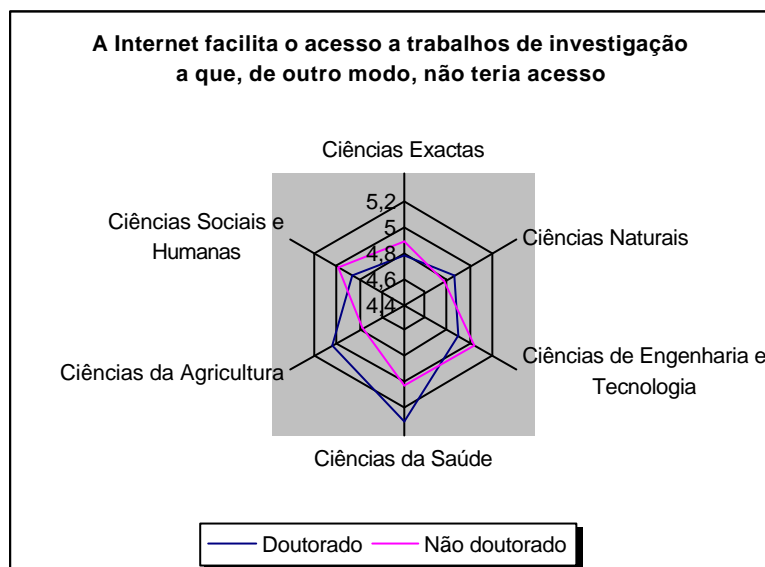 A Internet facilita o acesso a trabalhos de investigação
a que, de outro modo, não teria acesso
Ciências Exactas
5,2
5
4,8
4,6
4,4
Ciências Sociais e
Humanas
Ciências Naturais
Ciências da Agricultura
Ciências de Engenharia e
Tecnologia
Ciências da Saúde
Doutorado
Não doutorado